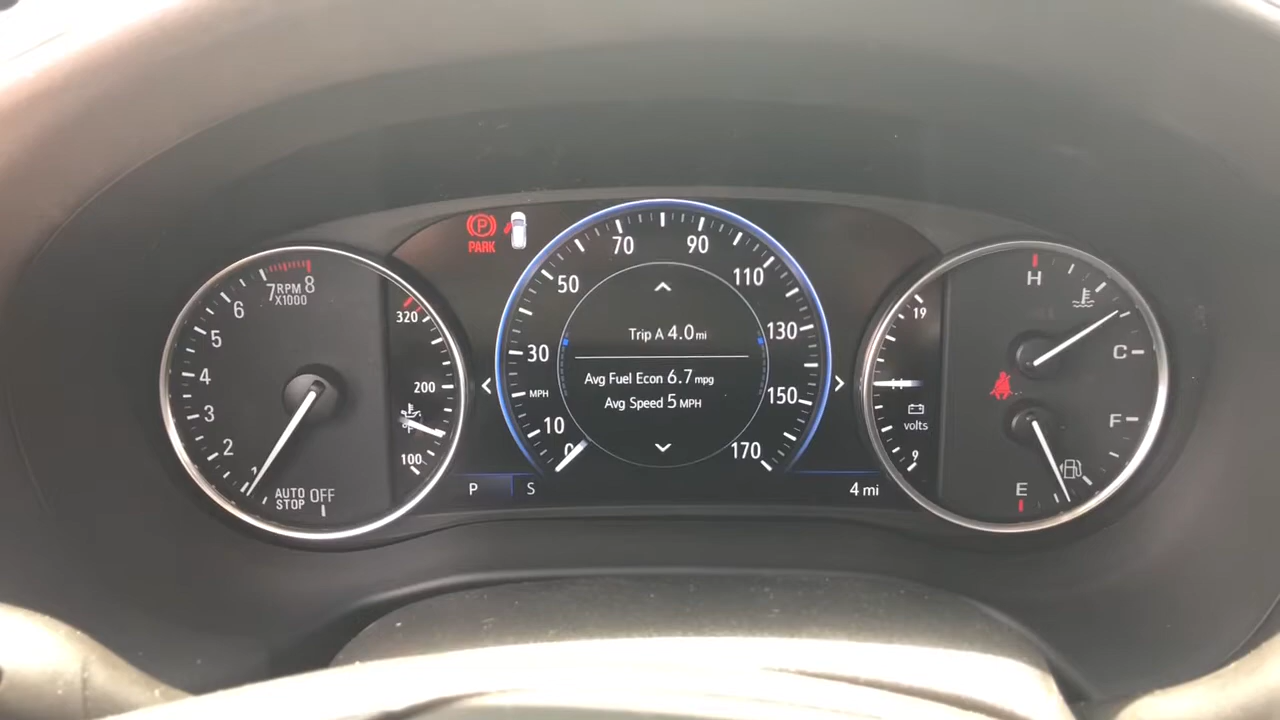 PARK
7 RPM 8
X1000
6
5
4
3
2
1
AUTO STOP OFF
320
200
°F
100
10
30
50
70
90
110
130
150
170
0
MPH
Trip A 4.0 mi
Avg Fuel Econ 6.7 mpg
Avg Speed 5 MPH
P S
4 mi
19
11
volts
9
H
C
F
E